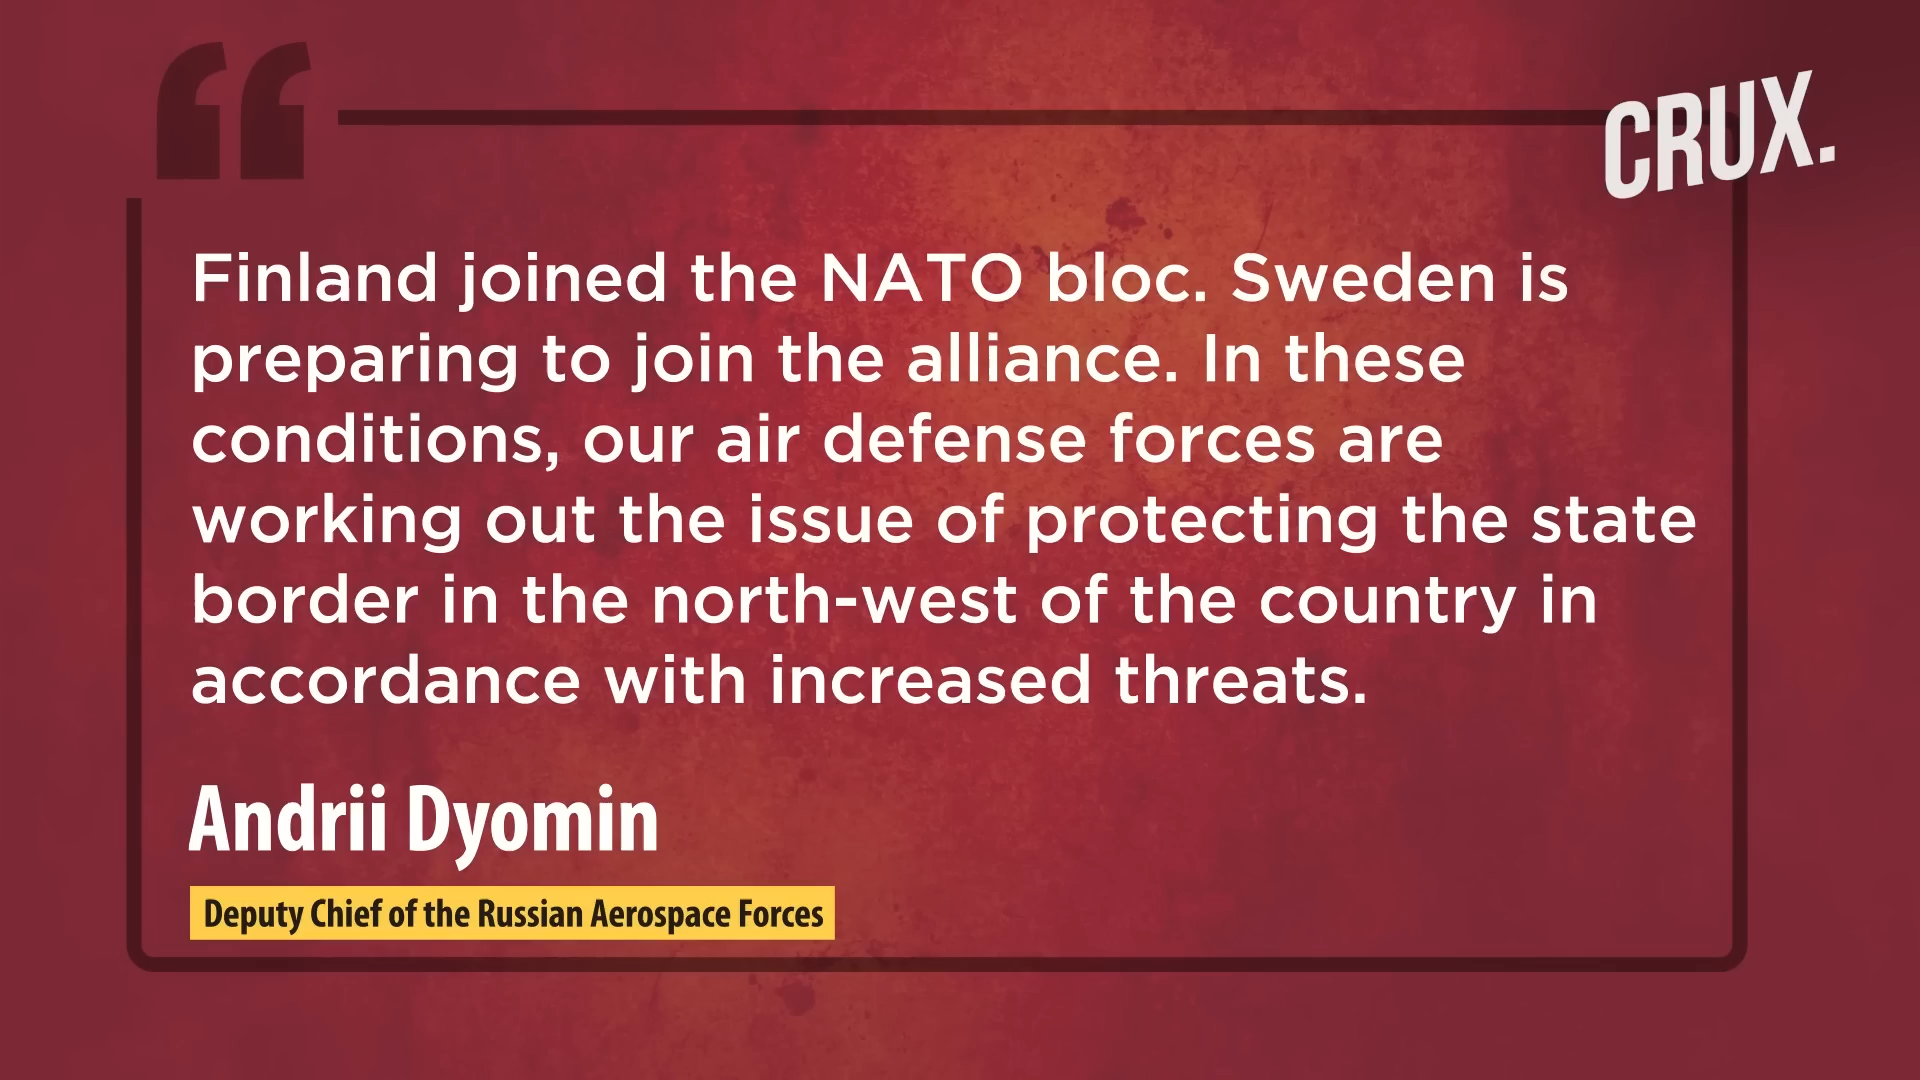 CRUX.
Finland joined the NATO bloc. Sweden is
preparing to join the alliance. In these
conditions, our air defense forces are
working out the issue of protecting the state
border in the north-west of the country in
accordance with increased threats.
Andrii Dyomin
Deputy Chief of the Russian Aerospace Forces